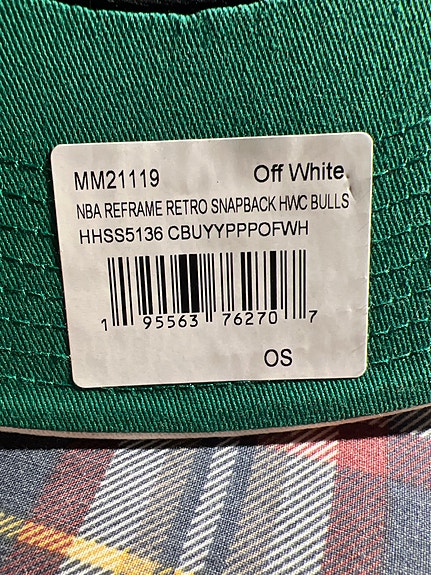 MM21119 Off White
NBA REFRAME RETRO SNAPBACK HWC BULLS
HHSS5136 CBUYYPPPOFWH
1 95563 76270 7
OS